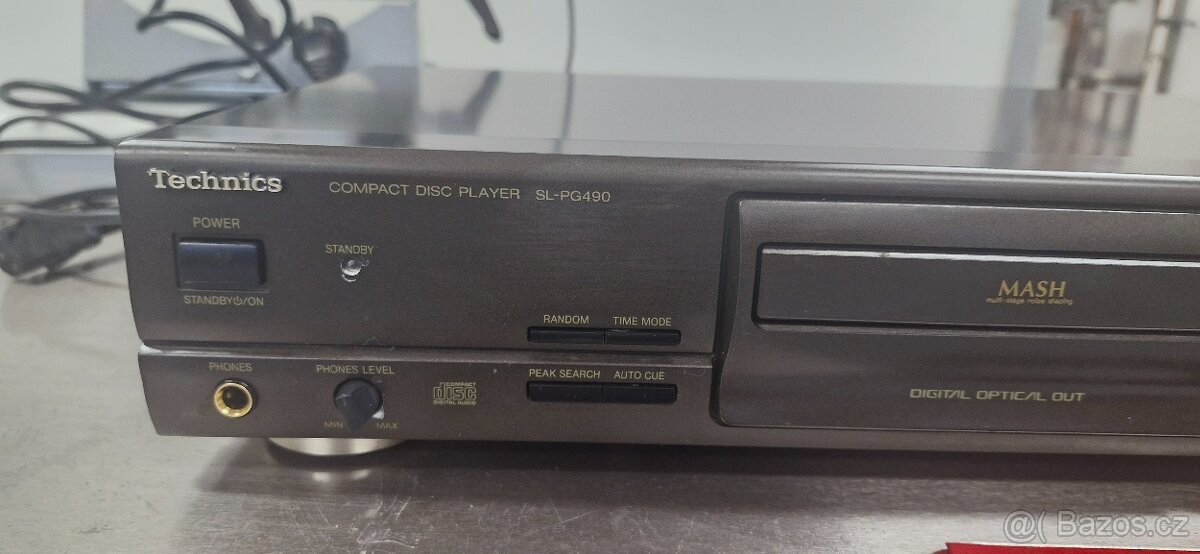 Technics
COMPACT DISC PLAYER SL-PG490
POWER
STANDBY⏻/ON
STANDBY
RANDOM TIME MODE
PEAK SEARCH AUTO CUE
PHONES
PHONES LEVEL
MIN MAX
COMPACT
disc
DIGITAL AUDIO
MASH
multi-stage noise shaping
DIGITAL OPTICAL OUT
@( Bazos.cz